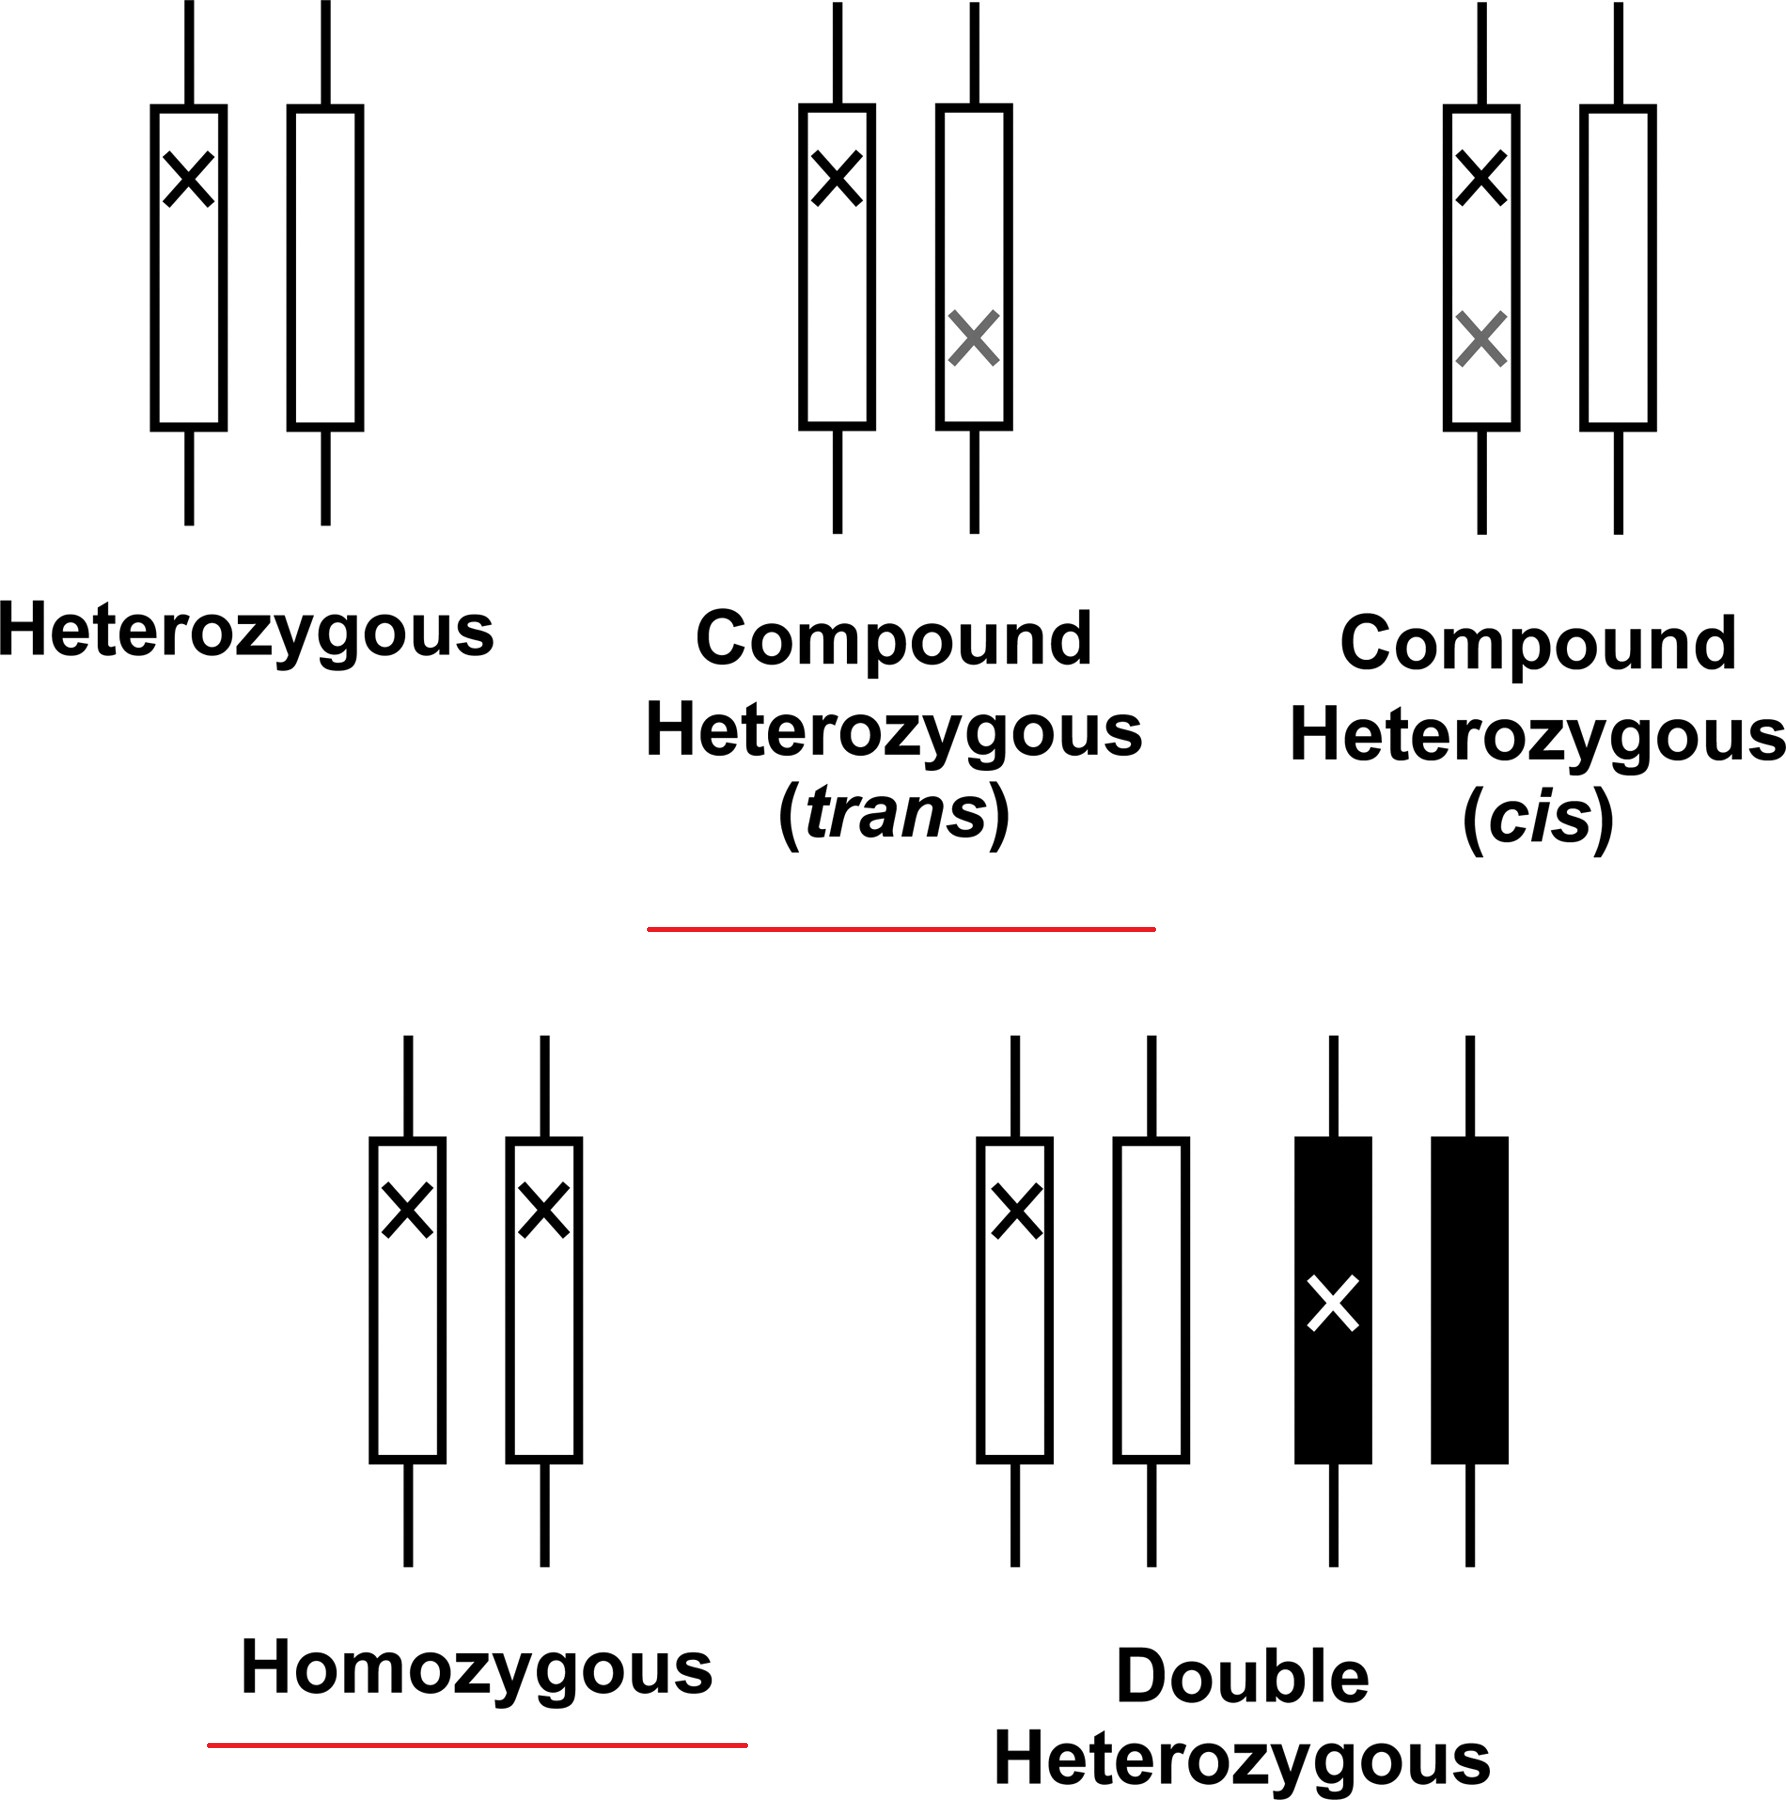 Heterozygous
Compound
Heterozygous
(trans)
Compound
Heterozygous
(cis)
Homozygous
Double
Heterozygous